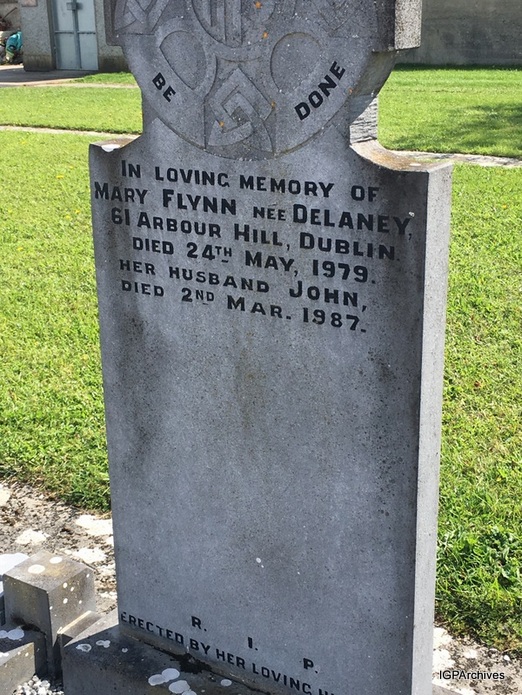 BE DONE
IN LOVING MEMORY OF
MARY FLYNN NEE DELANEY,
61 ARBOUR HILL, DUBLIN.
DIED 24TH MAY, 1979.
HER HUSBAND JOHN,
DIED 2ND MAR. 1987.
R. I. P.
ERECTED BY HER LOVING
IGPArchives